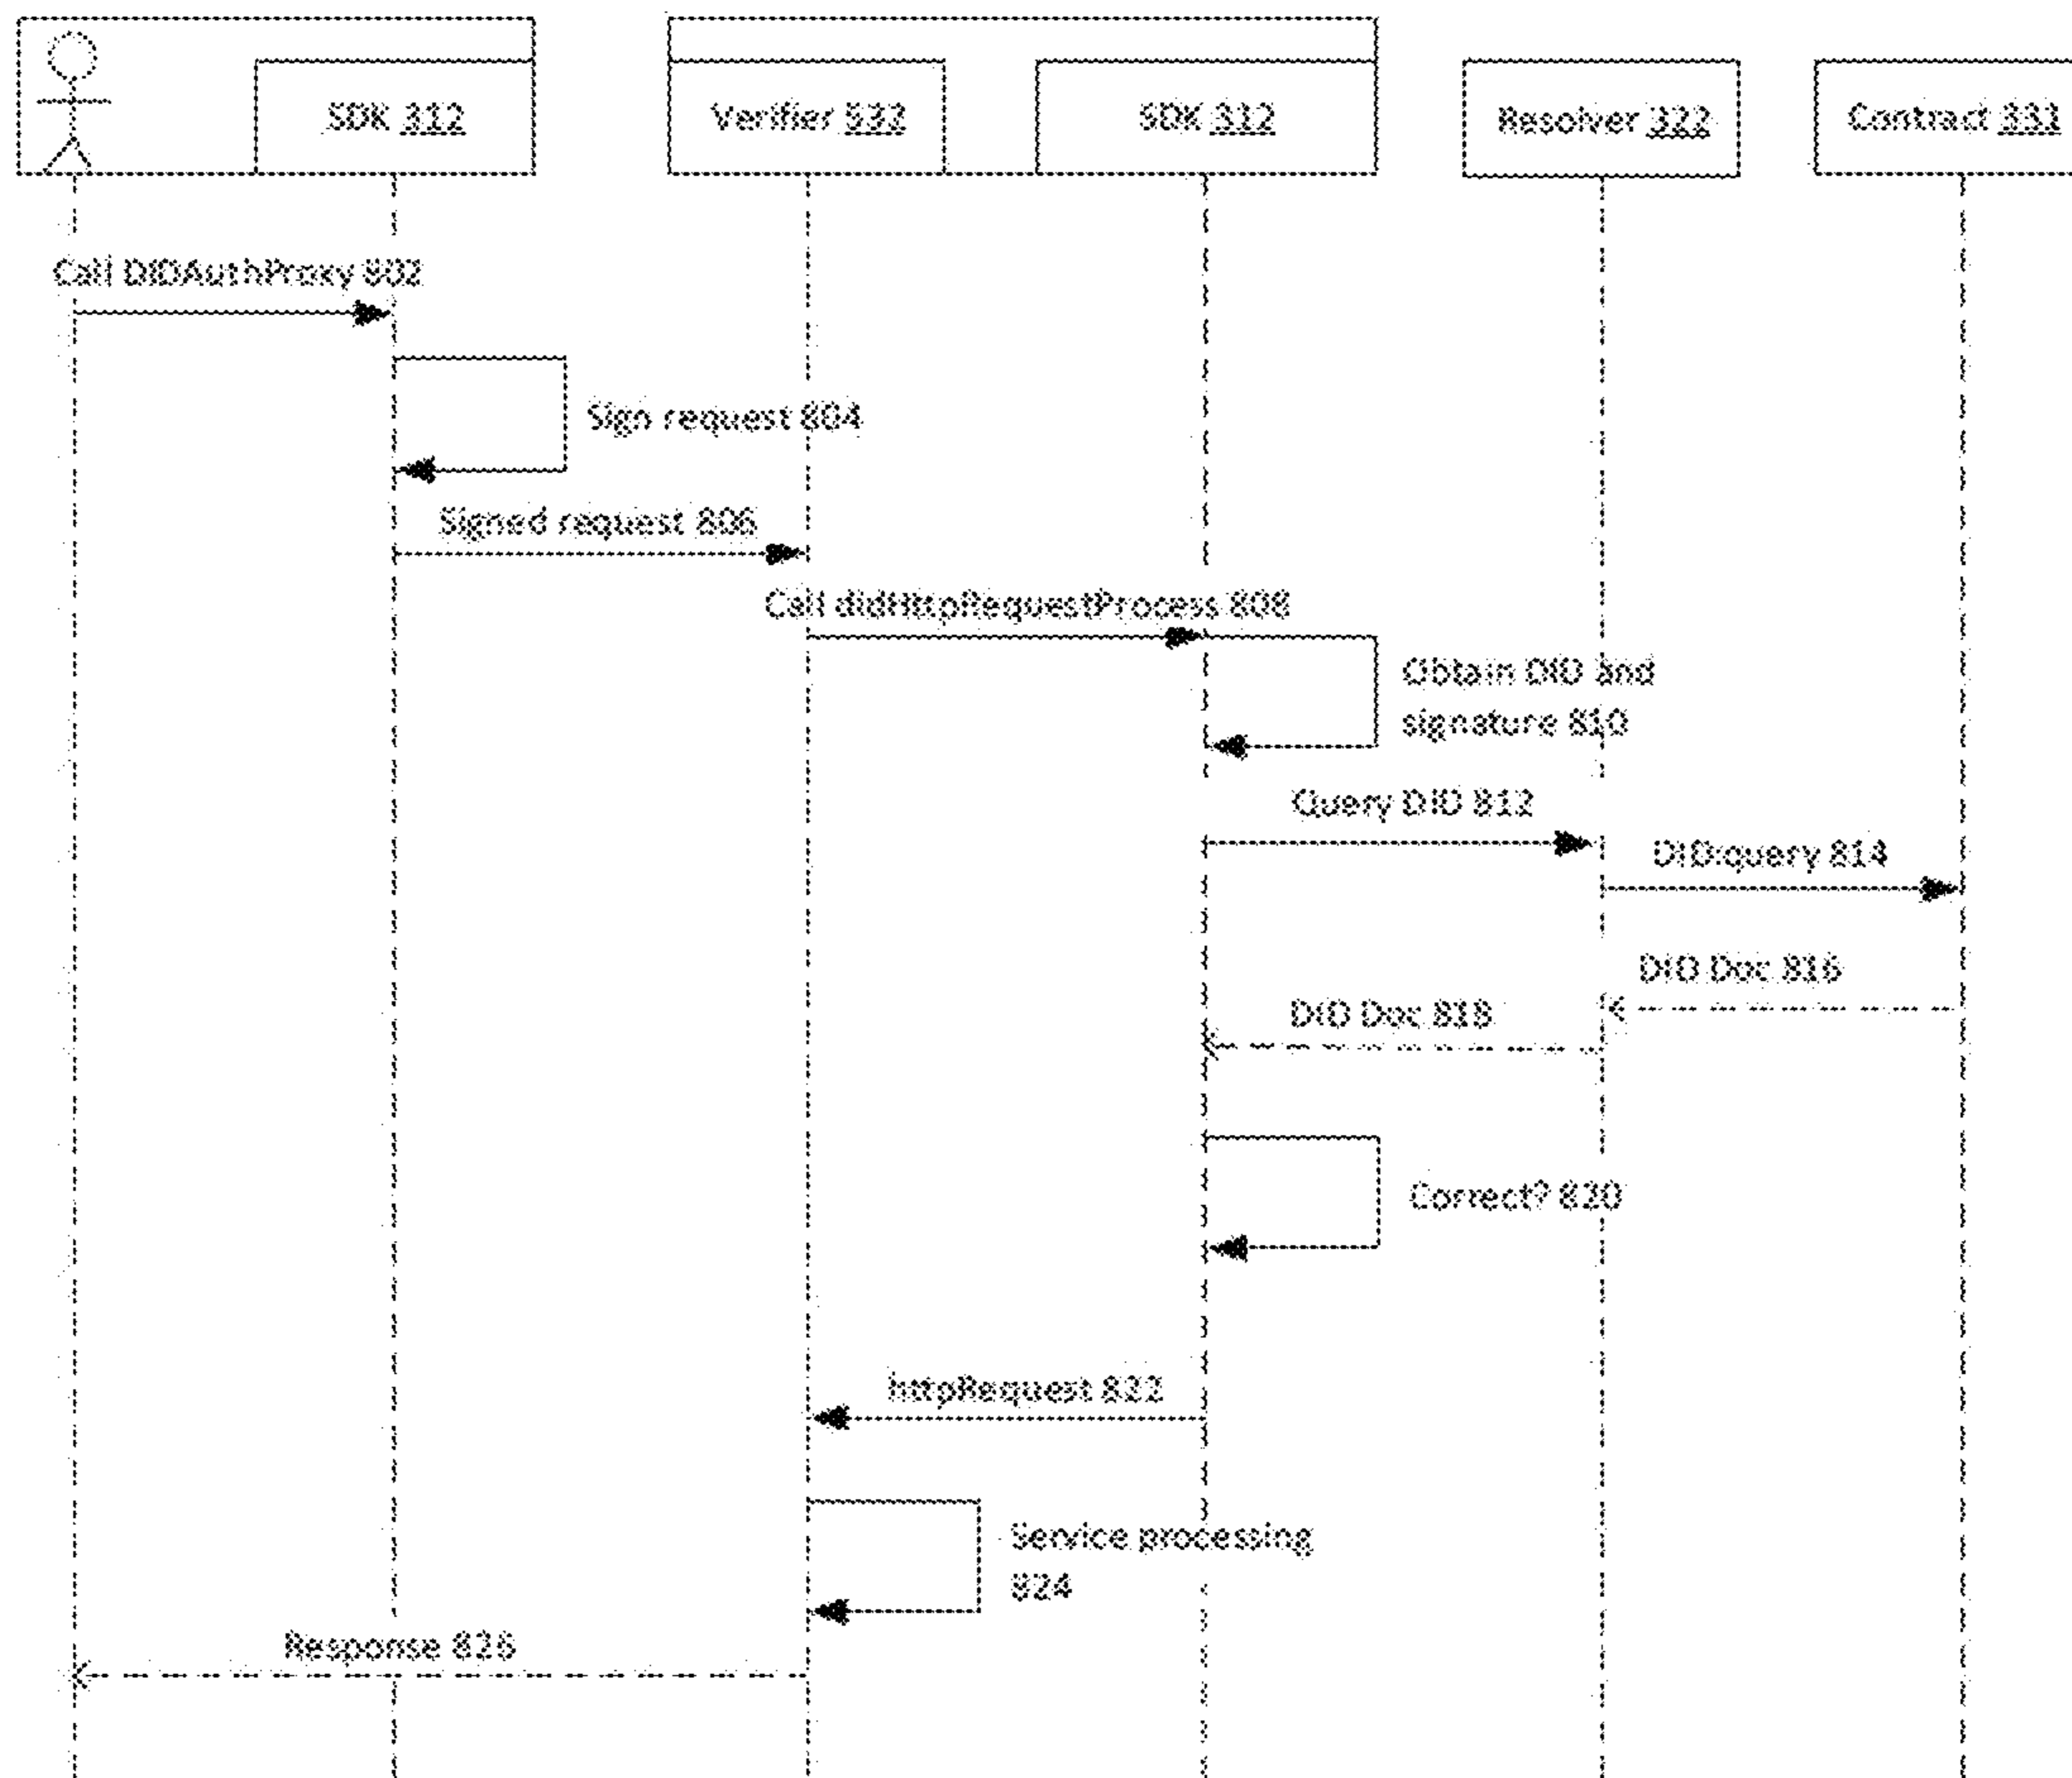 SDK 312
Verifier 532
SDK 312
Resolver 322
Contract 331
Call DIDAuthProxy 802
Sign request 804
Signed request 806
Call didHttpRequestProcess 808
Obtain DID and
signature 810
Query DID 812
DID:query 814
DID Doc 816
DID Doc 818
Correct? 820
httpRequest 822
Service processing
824
Response 826